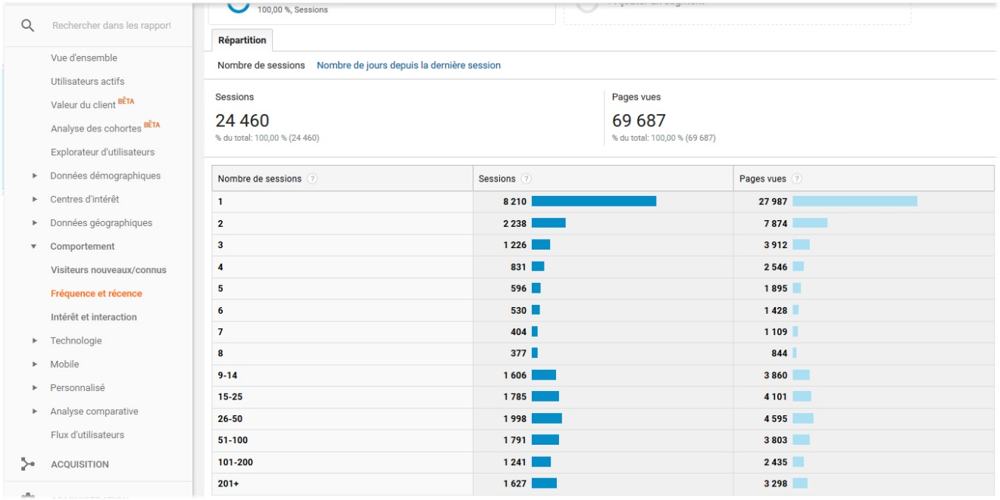 100,00 %, Sessions
Rechercher dans les rapport
Vue d'ensemble
Utilisateurs actifs
Valeur du client BÊTA
Analyse des cohortes BÊTA
Explorateur d'utilisateurs
Données démographiques
Centres d'intérêt
Données géographiques
Comportement
Visiteurs nouveaux/connus
Fréquence et récence
Intérêt et interaction
Technologie
Mobile
Personnalisé
Analyse comparative
Flux d'utilisateurs
ACQUISITION
Répartition
Nombre de sessions Nombre de jours depuis la dernière session
Sessions Pages vues
24 460 69 687
% du total: 100,00 % (24 460) % du total: 100,00 % (69 687)
Nombre de sessions ? Sessions ? Pages vues ?
1 8 210 27 987
2 2 238 7 874
3 1 226 3 912
4 831 2 546
5 596 1 895
6 530 1 428
7 404 1 109
8 377 844
9-14 1 606 3 860
15-25 1 785 4 101
26-50 1 998 4 595
51-100 1 791 3 803
101-200 1 241 2 435
201+ 1 627 3 298